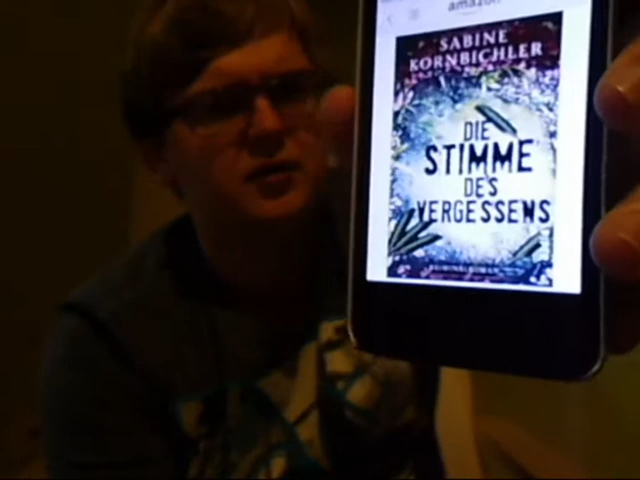 amazon
SABINE
KORNBICHLER
DIE
STIMME
DES
VERGESSENS